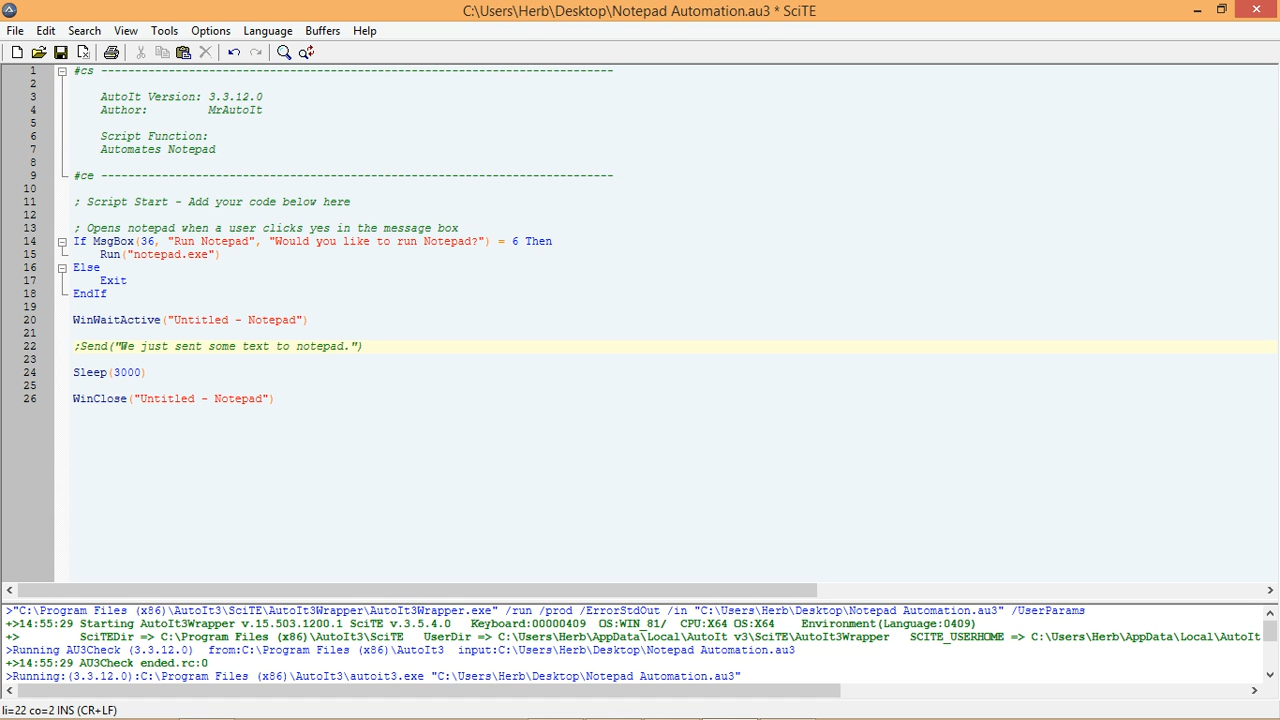 C:\Users\Herb\Desktop\Notepad Automation.au3 * SciTE
File Edit Search View Tools Options Language Buffers Help
1 #cs ----------------------------------------------------------------------------
2
3 AutoIt Version: 3.3.12.0
4 Author: MrAutoIt
5
6 Script Function:
7 Automates Notepad
8
9 #ce ----------------------------------------------------------------------------
10
11 ; Script Start - Add your code below here
12
13 ; Opens notepad when a user clicks yes in the message box
14 If MsgBox(36, "Run Notepad", "Would you like to run Notepad?") = 6 Then
15 Run("notepad.exe")
16 Else
17 Exit
18 EndIf
19
20 WinWaitActive("Untitled - Notepad")
21
22 ;Send("We just sent some text to notepad.")
23
24 Sleep(3000)
25
26 WinClose("Untitled - Notepad")
>"C:\Program Files (x86)\AutoIt3\SciTE\AutoIt3Wrapper\AutoIt3Wrapper.exe" /run /prod /ErrorStdOut /in "C:\Users\Herb\Desktop\Notepad Automation.au3" /UserParams
+>14:55:29 Starting AutoIt3Wrapper v.15.503.1200.1 SciTE v.3.5.4.0 Keyboard:00000409 OS:WIN_81/ CPU:X64 OS:X64 Environment(Language:0409)
+> SciTEDir => C:\Program Files (x86)\AutoIt3\SciTE UserDir => C:\Users\Herb\AppData\Local\AutoIt v3\SciTE\AutoIt3Wrapper SCITE_USERHOME => C:\Users\Herb\AppData\Local\AutoIt
>Running AU3Check (3.3.12.0) from:C:\Program Files (x86)\AutoIt3 input:C:\Users\Herb\Desktop\Notepad Automation.au3
+>14:55:29 AU3Check ended.rc:0
>Running:(3.3.12.0):C:\Program Files (x86)\AutoIt3\autoit3.exe "C:\Users\Herb\Desktop\Notepad Automation.au3"
li=22 co=2 INS (CR+LF)